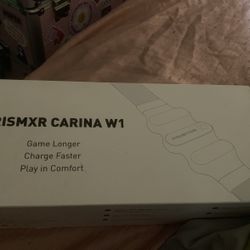 RISMXR CARINA W1
Game Longer
Charge Faster
Play in Comfort